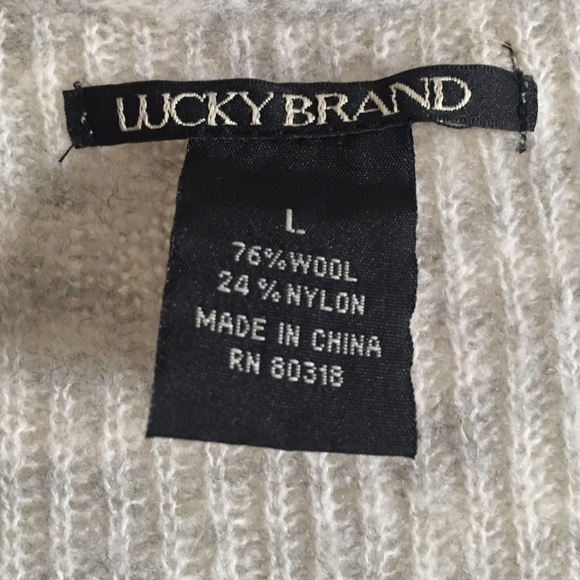 LUCKY BRAND
L
76% WOOL
24% NYLON
MADE IN CHINA
RN 80318